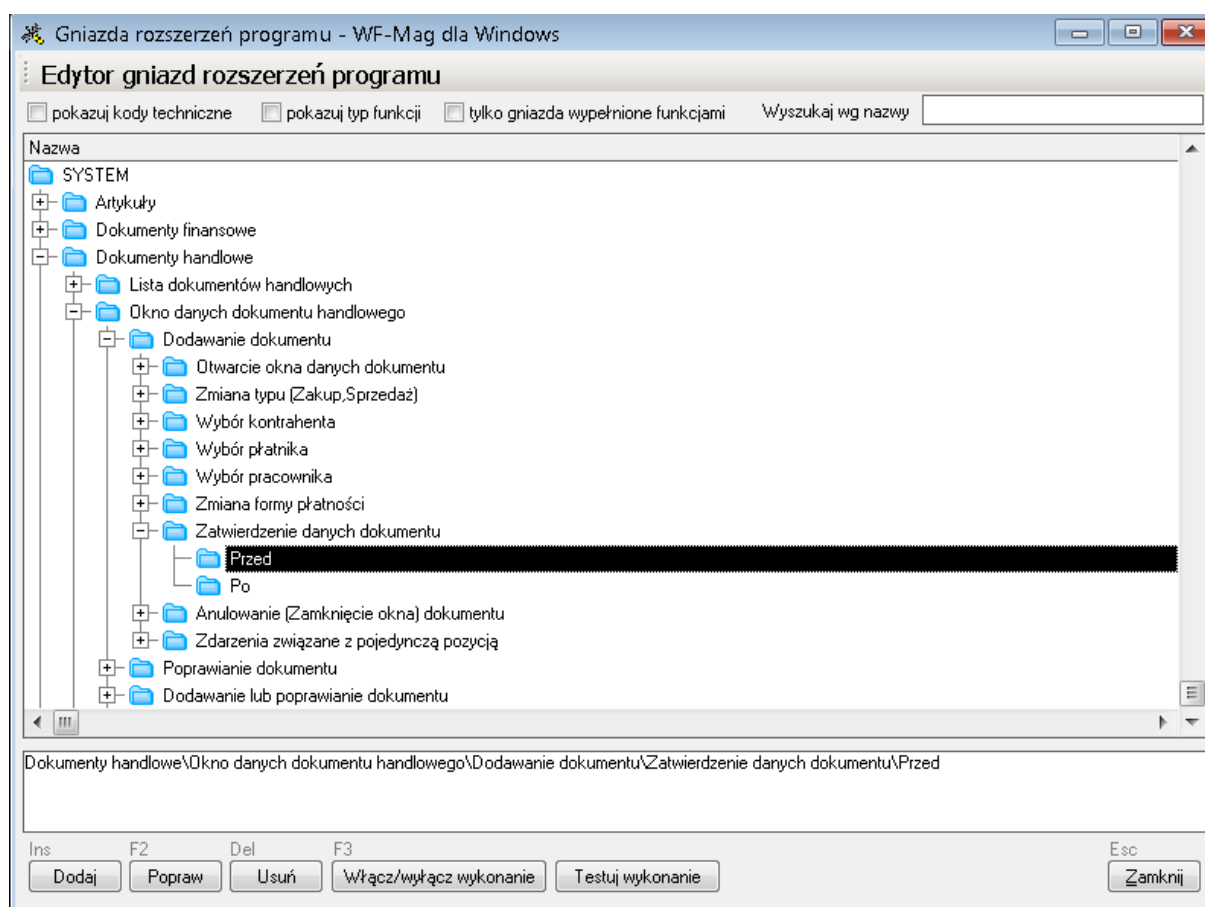 Gniazda rozszerzeń programu - WF-Mag dla Windows
Edytor gniazd rozszerzeń programu
pokazuj kody techniczne pokazuj typ funkcji tylko gniazda wypełnione funkcjami Wyszukaj wg nazwy
Nazwa
SYSTEM
Artykuły
Dokumenty finansowe
Dokumenty handlowe
Lista dokumentów handlowych
Okno danych dokumentu handlowego
Dodawanie dokumentu
Otwarcie okna danych dokumentu
Zmiana typu (Zakup,Sprzedaż)
Wybór kontrahenta
Wybór płatnika
Wybór pracownika
Zmiana formy płatności
Zatwierdzenie danych dokumentu
Przed
Po
Anulowanie (Zamknięcie okna) dokumentu
Zdarzenia związane z pojedynczą pozycją
Poprawianie dokumentu
Dodawanie lub poprawianie dokumentu
Dokumenty handlowe\Okno danych dokumentu handlowego\Dodawanie dokumentu\Zatwierdzenie danych dokumentu\Przed
Ins F2 Del F3 Esc
Dodaj Popraw Usuń Włącz/wyłącz wykonanie Testuj wykonanie Zamknij